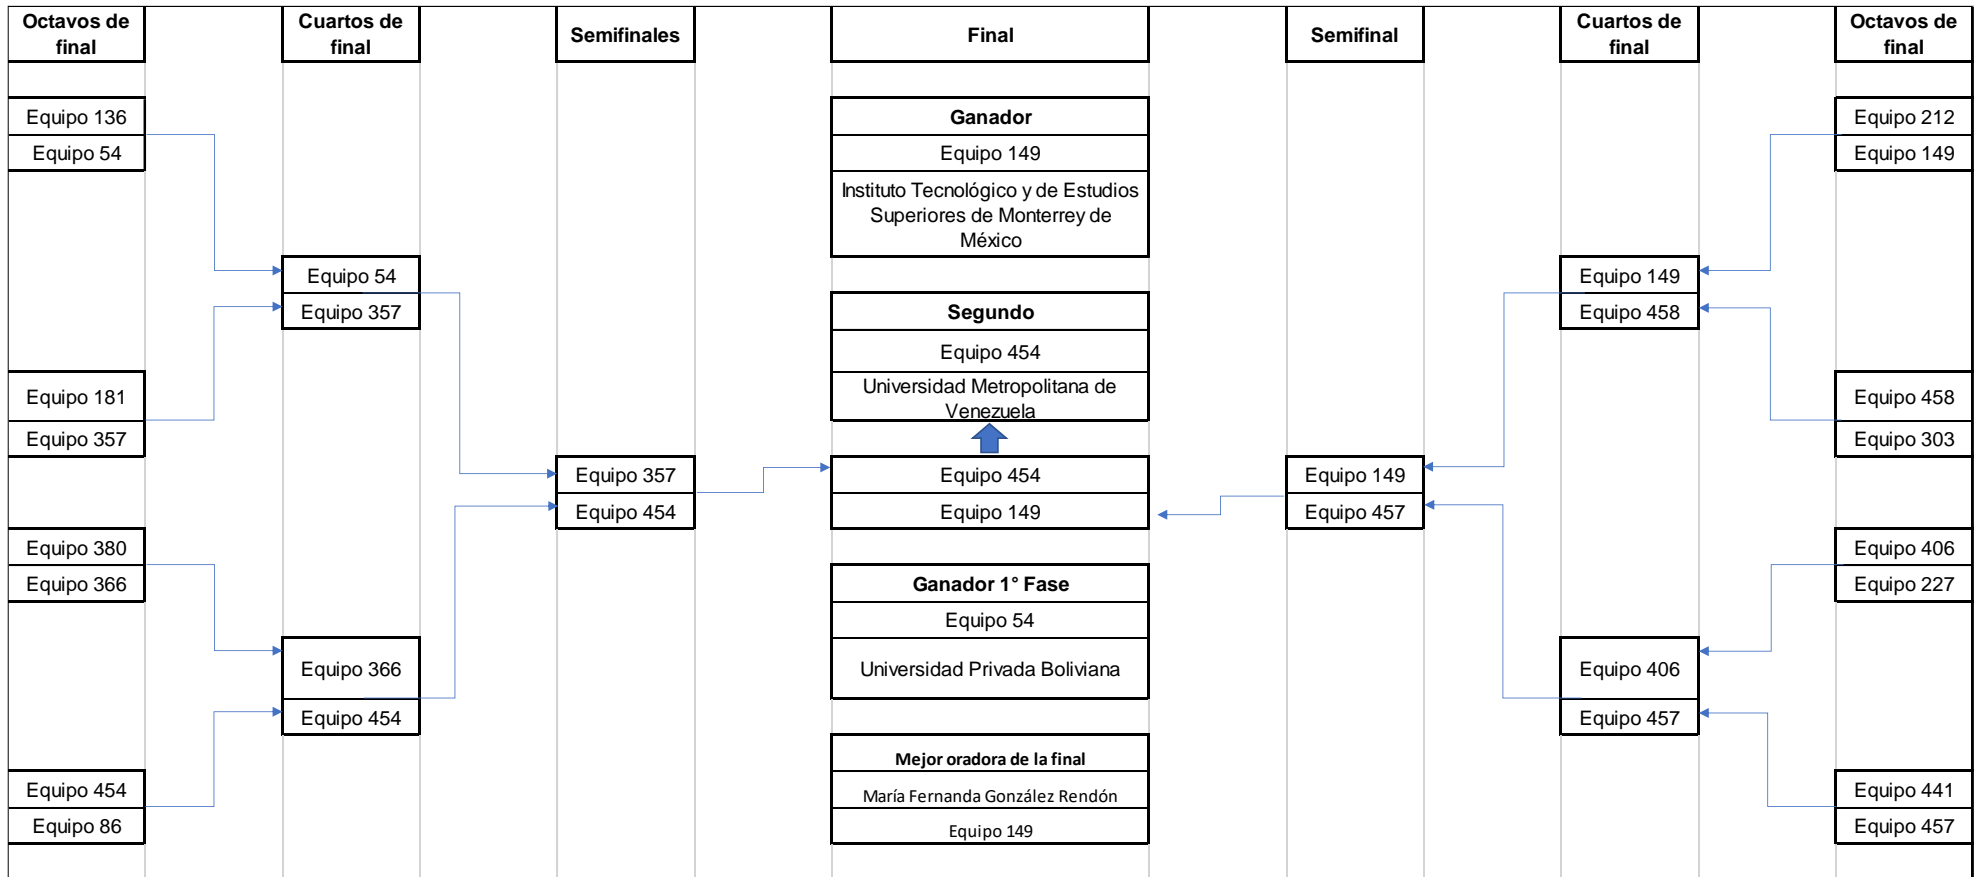 Octavos de
final
Cuartos de
final
Semifinales
Final
Semifinal
Cuartos de
final
Octavos de
final
Equipo 136
Equipo 54
Equipo 181
Equipo 357
Equipo 380
Equipo 366
Equipo 454
Equipo 86
Equipo 54
Equipo 357
Equipo 366
Equipo 454
Equipo 357
Equipo 454
Ganador
Equipo 149
Instituto Tecnológico y de Estudios
Superiores de Monterrey de
México
Segundo
Equipo 454
Universidad Metropolitana de
Venezuela
Equipo 454
Equipo 149
Ganador 1° Fase
Equipo 54
Universidad Privada Boliviana
Mejor oradora de la final
María Fernanda González Rendón
Equipo 149
Equipo 149
Equipo 457
Equipo 149
Equipo 458
Equipo 406
Equipo 457
Equipo 212
Equipo 149
Equipo 458
Equipo 303
Equipo 406
Equipo 227
Equipo 441
Equipo 457